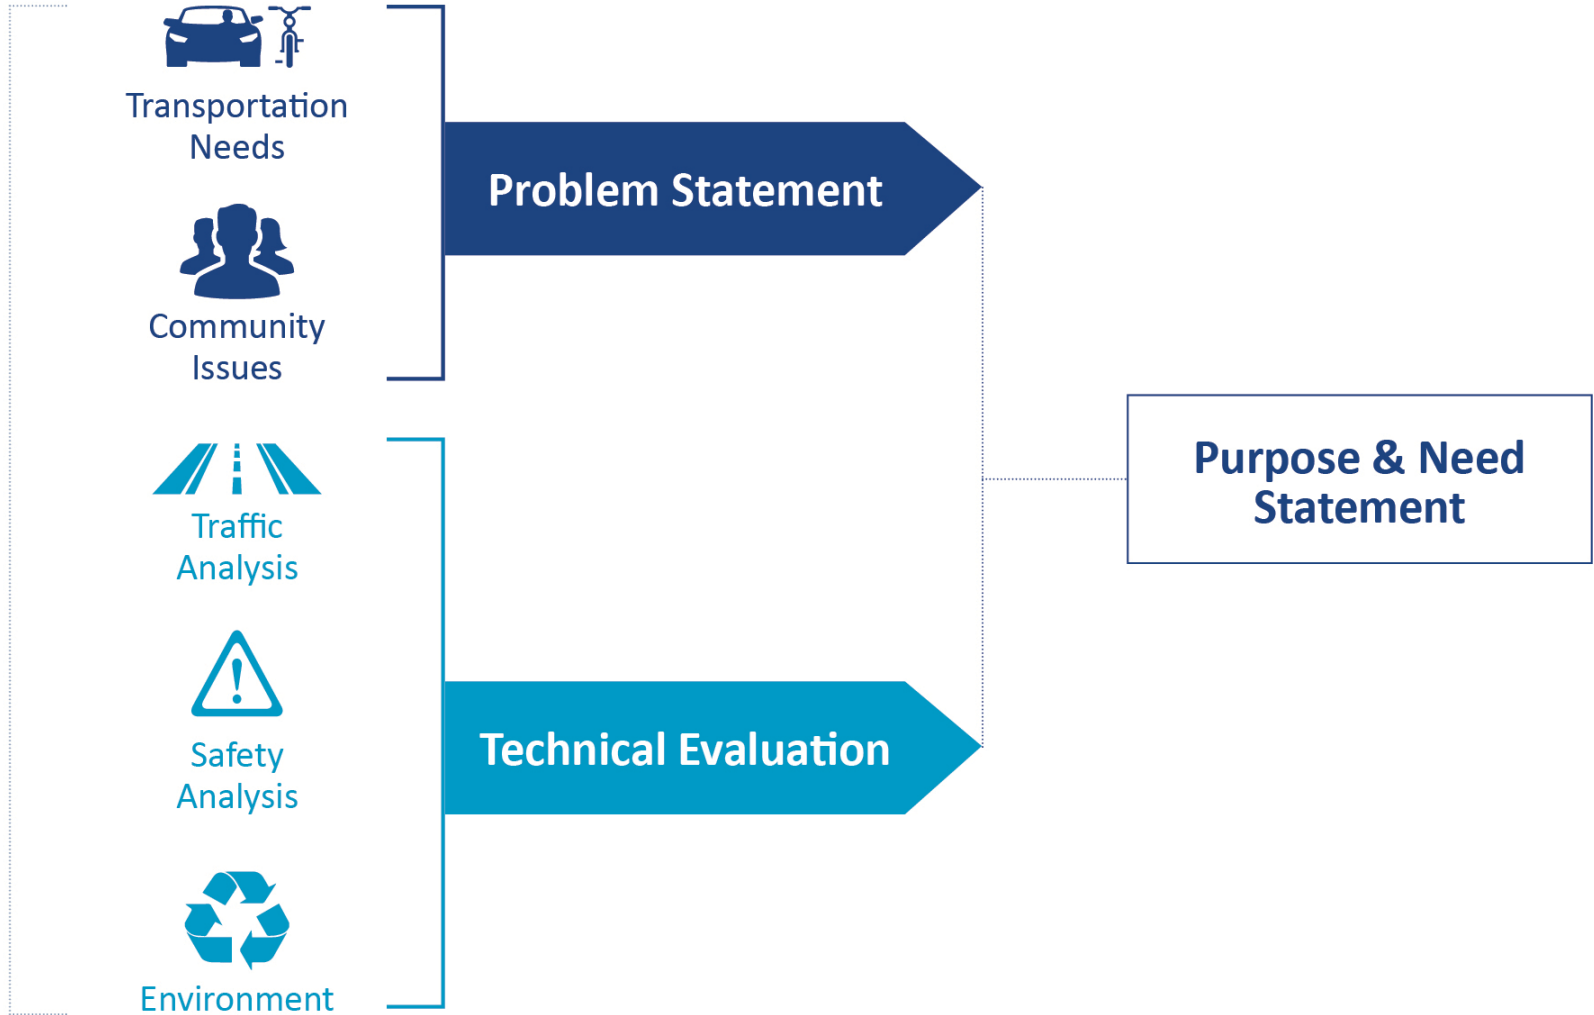 Transportation
Needs
Problem Statement
Community
Issues
Traffic
Analysis
Safety
Analysis
Technical Evaluation
Environment
Purpose & Need
Statement